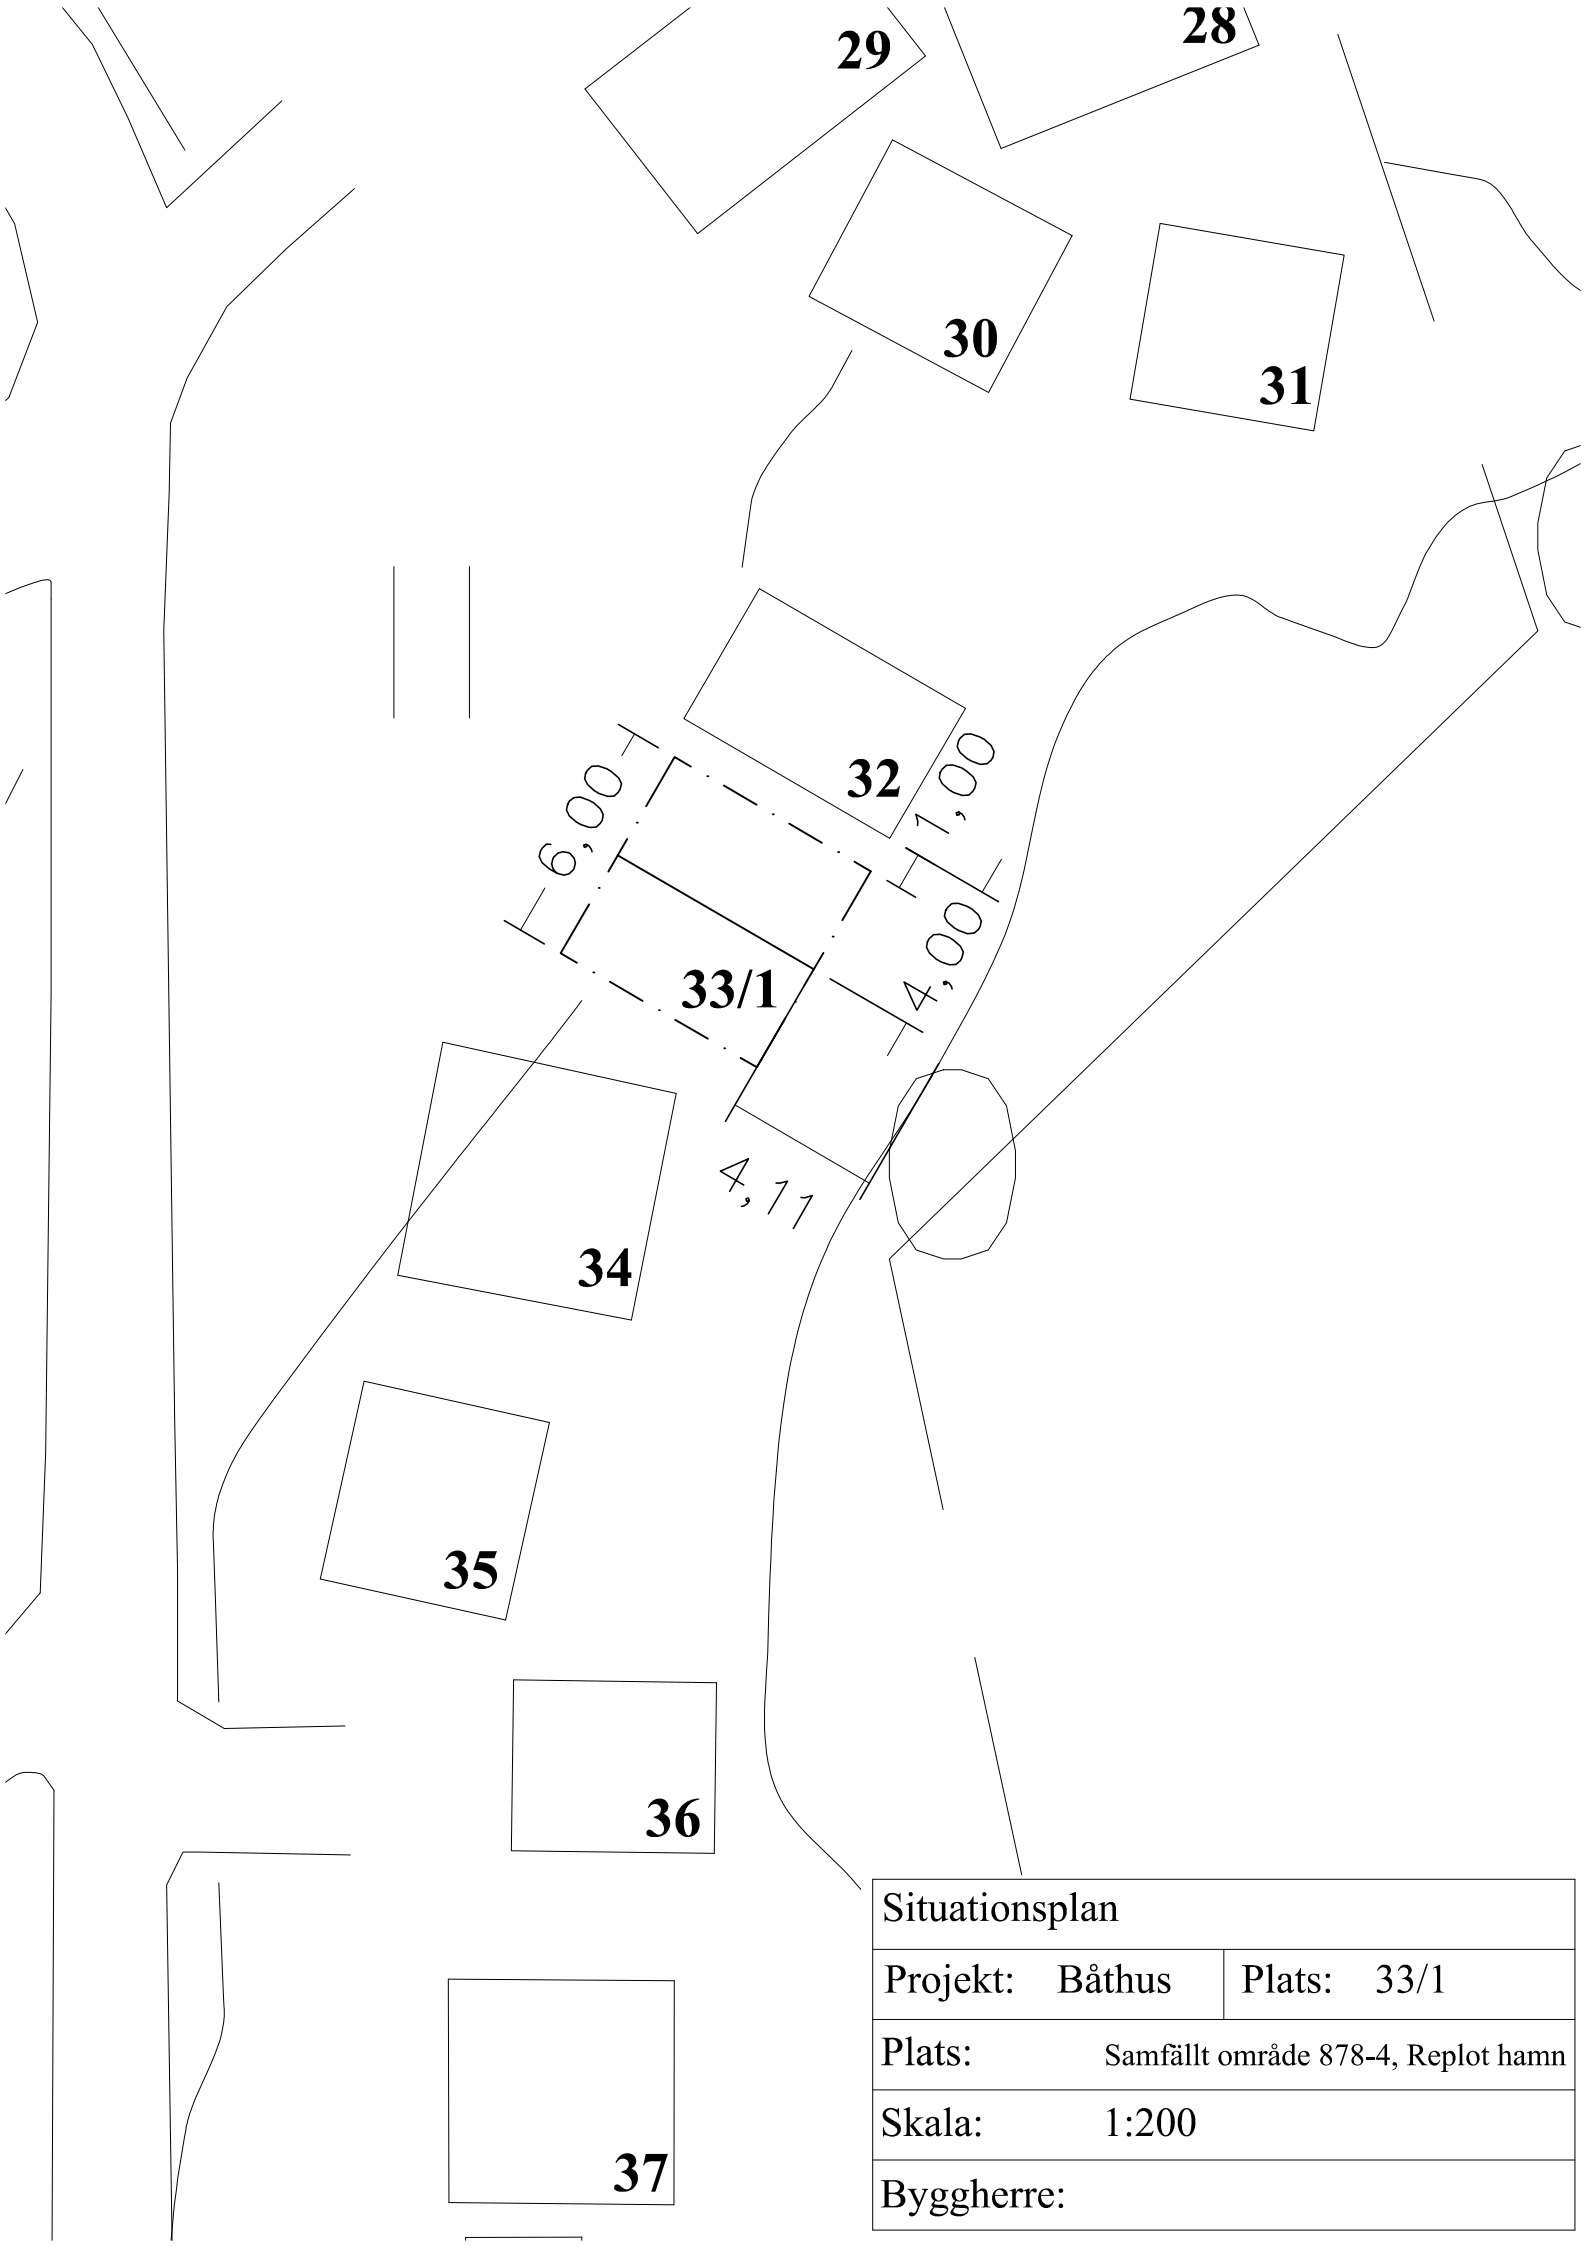 28
29
30
31
32
1,00
6,00
4,00
33/1
4,11
34
35
36
37
Situationsplan
Projekt: Båthus Plats: 33/1
Plats: Samfällt område 878-4, Replot hamn
Skala: 1:200
Byggherre: